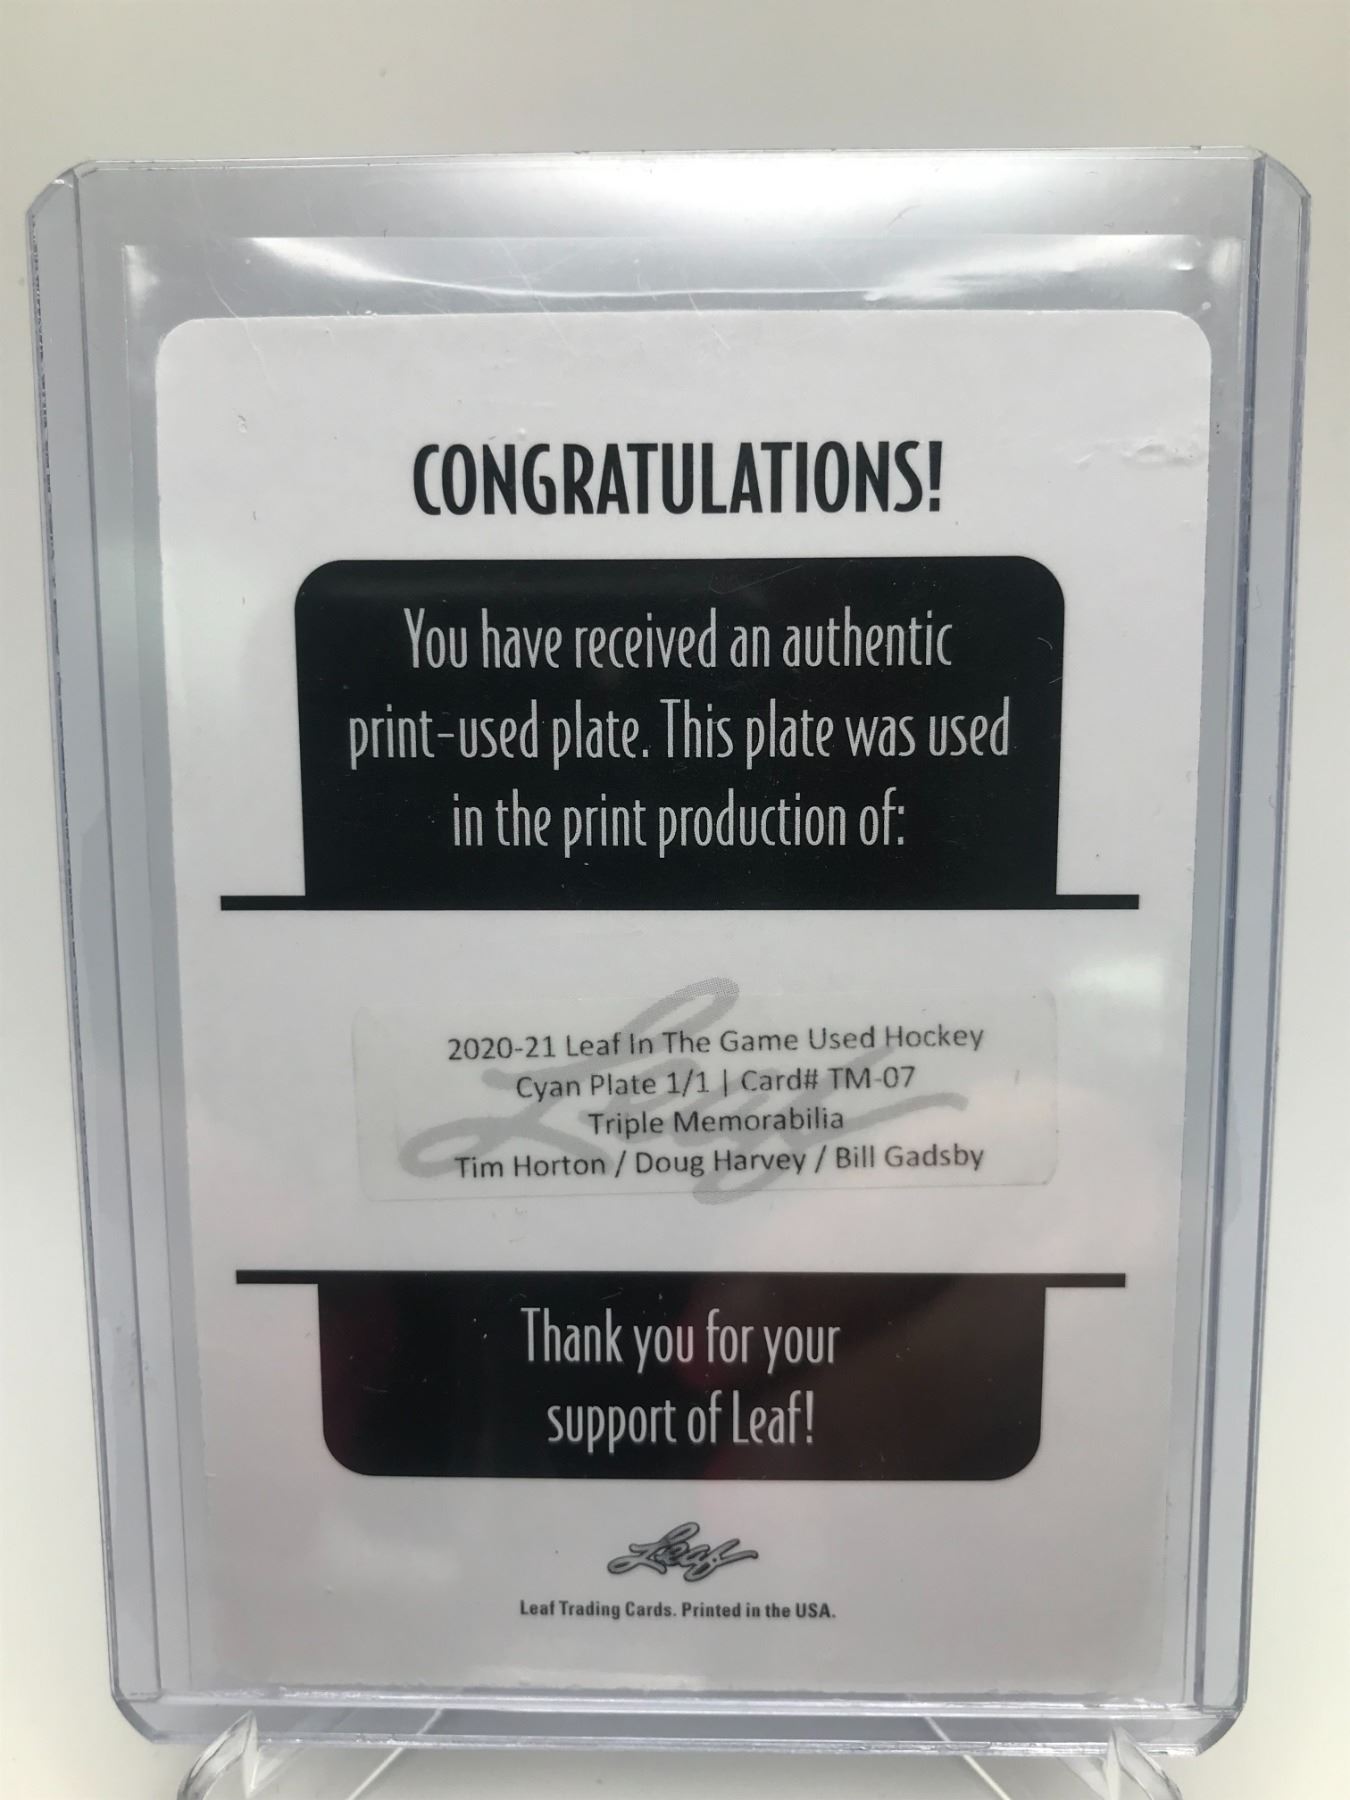 CONGRATULATIONS!
You have received an authentic
print-used plate. This plate was used
in the print production of:
2020-21 Leaf In The Game Used Hockey
Cyan Plate 1/1 | Card# TM-07
Triple Memorabilia
Tim Horton / Doug Harvey / Bill Gadsby
Leaf
Thank you for your
support of Leaf!
Leaf
Leaf Trading Cards. Printed in the USA.